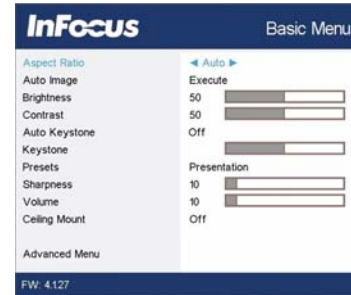 InFocus Basic Menu
Aspect Ratio Auto
Auto Image Execute
Brightness 50
Contrast 50
Auto Keystone Off
Keystone
Presets Presentation
Sharpness 10
Volume 10
Ceiling Mount Off
Advanced Menu
FW: 4.127